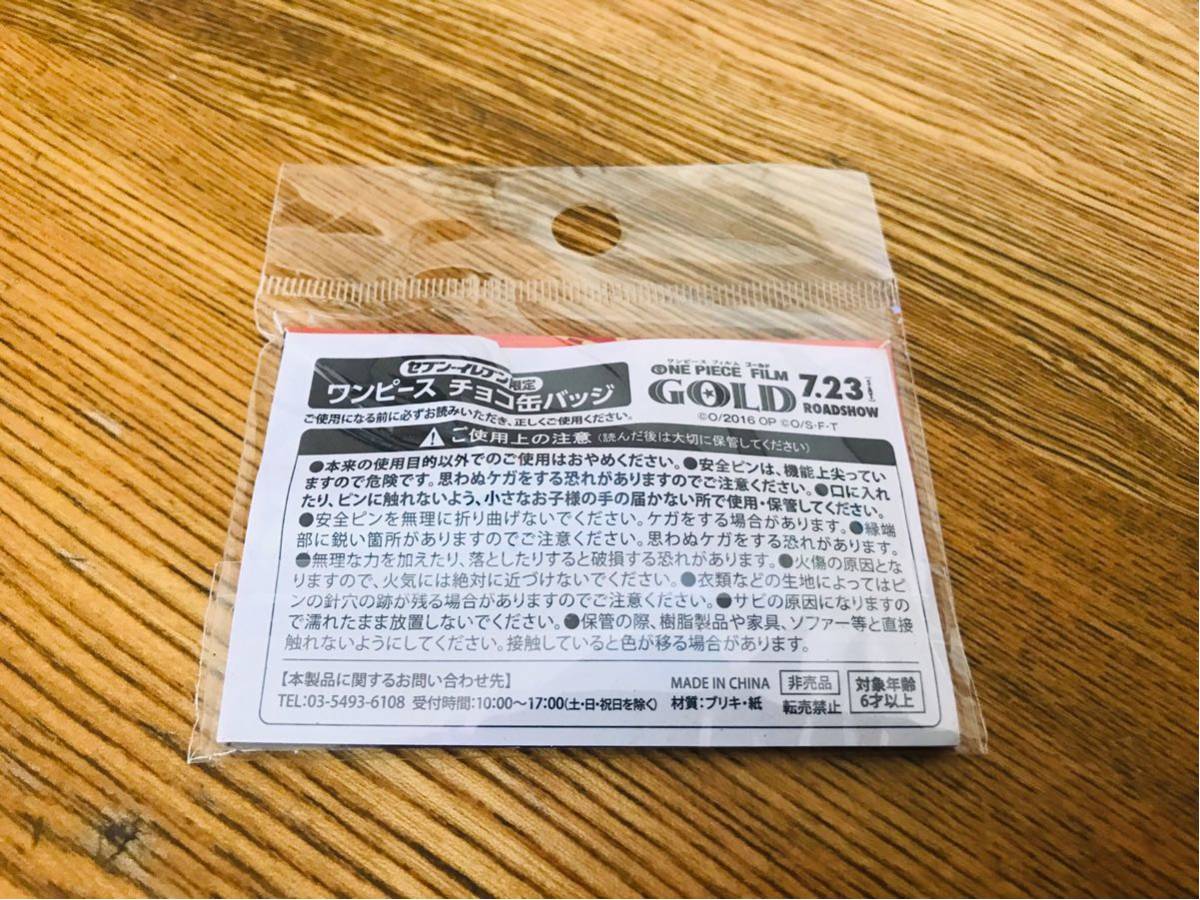 セブン-イレブン限定
ワンピース チョコ缶バッジ
ご使用になる前に必ずお読みいただき、正しくご使用ください。
ワンピース フィルム ゴールド
ONE PIECE FILM
GOLD
7.23
ROADSHOW
©O/2016 OP ©O/S・F・T
ご使用上の注意(読んだ後は大切に保管してください)
●本来の使用目的以外でのご使用はおやめください。●安全ピンは、機能上尖ってい
ますので危険です。思わぬケガをする恐れがありますのでご注意ください。●口に入れ
たり、ピンに触れないよう、小さなお子様の手の届かない所で使用・保管してください。
●安全ピンを無理に折り曲げないでください。ケガをする場合があります。●縁端
部に鋭い箇所がありますのでご注意ください。思わぬケガをする恐れがあります。
●無理な力を加えたり、落としたりすると破損する恐れがあります。●火傷の原因とな
りますので、火気には絶対に近づけないでください。●衣類などの生地によってはピ
ンの針穴の跡が残る場合がありますのでご注意ください。●サビの原因になりますの
で濡れたまま放置しないでください。●保管の際、樹脂製品や家具、ソファー等と直接
触れないようにしてください。接触していると色が移る場合があります。
【本製品に関するお問い合わせ先】
TEL:03-5493-6108 受付時間:10:00〜17:00(土・日・祝日を除く)
MADE IN CHINA
材質:ブリキ・紙
非売品
転売禁止
対象年齢
6才以上